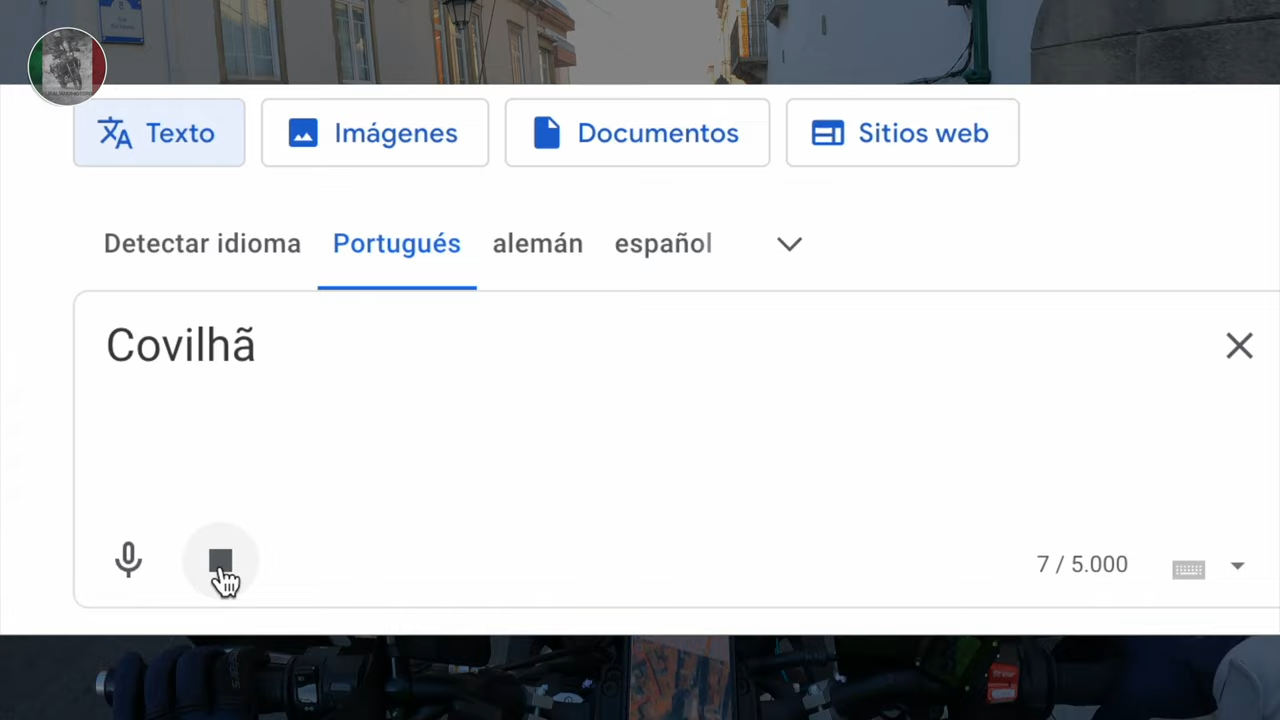 Texto
Imágenes
Documentos
Sitios web
Detectar idioma
Portugués
alemán
español
Covilhã
7 / 5.000